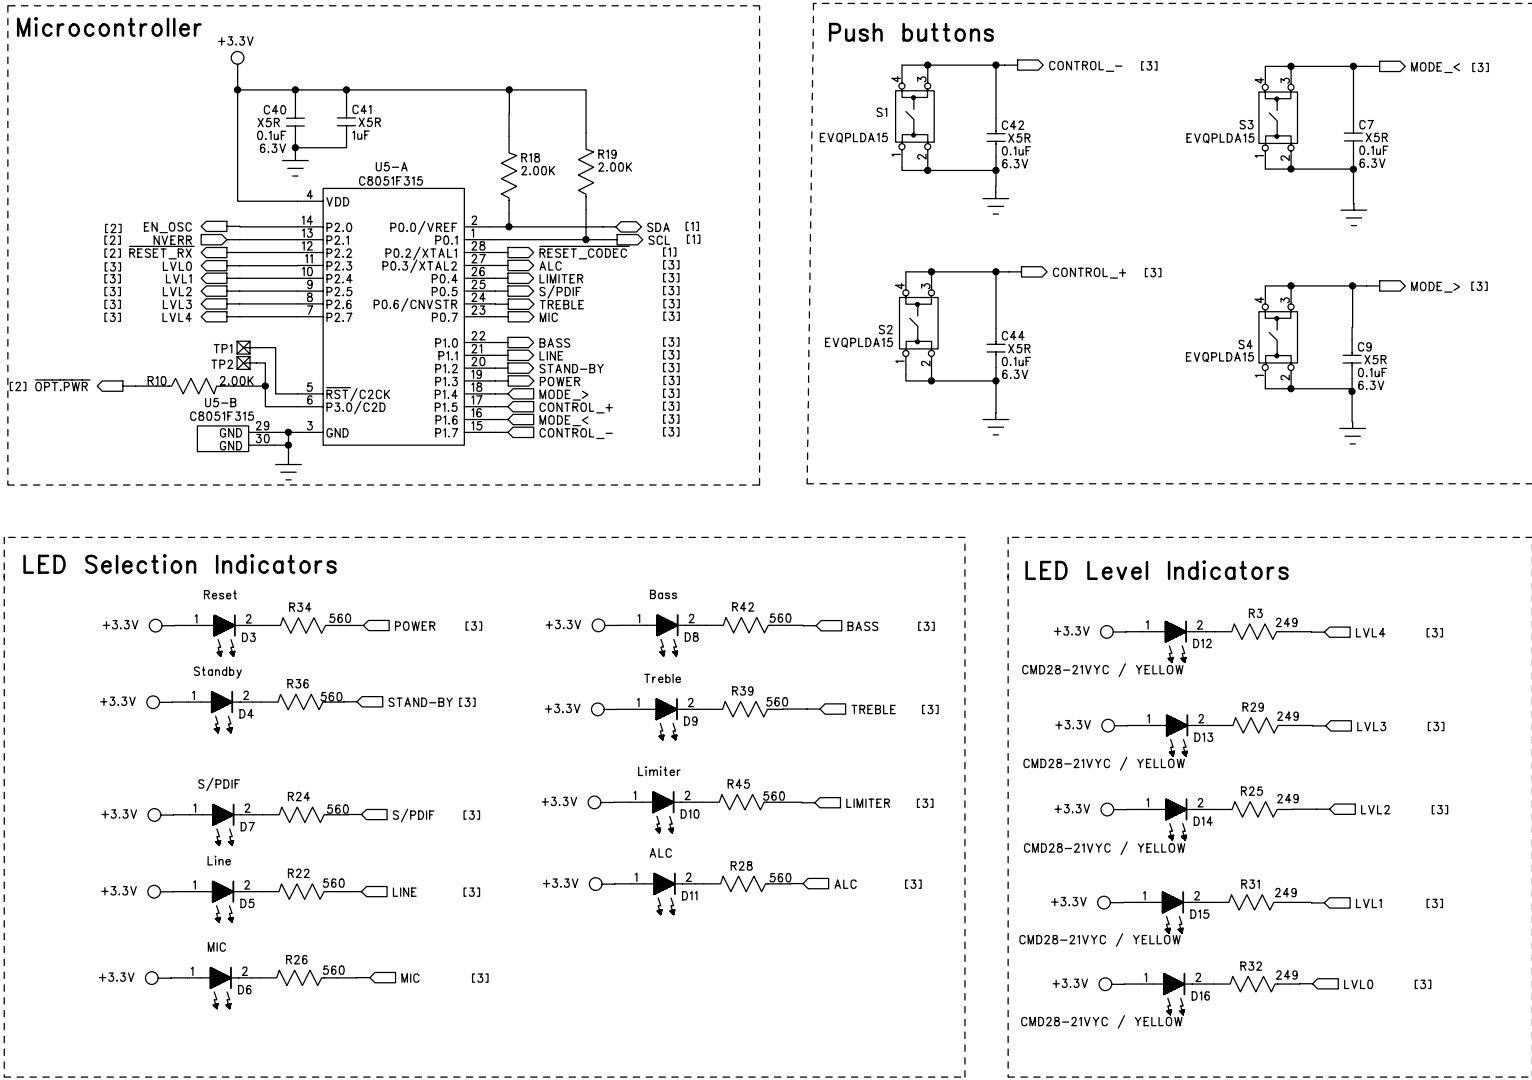 Microcontroller
+3.3V
C40
X5R
0.1uF
6.3V
C41
X5R
1uF
R18
2.00K
R19
2.00K
U5-A
C8051F315
4 VDD
[2] EN_OSC 14 P2.0
[2] NVERR 13 P2.1
[2] RESET_RX 12 P2.2
[3] LVL0 11 P2.3
[3] LVL1 10 P2.4
[3] LVL2 9 P2.5
[3] LVL3 8 P2.6
[3] LVL4 7 P2.7
P0.0/VREF 2 SDA [1]
P0.1 1 SCL [1]
P0.2/XTAL1 28 RESET_CODEC [1]
P0.3/XTAL2 27 ALC [3]
P0.4 26 LIMITER [3]
P0.5 25 S/PDIF [3]
P0.6/CNVSTR 24 TREBLE [3]
P0.7 23 MIC [3]
P1.0 22 BASS [3]
P1.1 21 LINE [3]
P1.2 20 STAND-BY [3]
P1.3 19 POWER [3]
P1.4 18 MODE_> [3]
P1.5 17 CONTROL_+ [3]
P1.6 16 MODE_< [3]
P1.7 15 CONTROL_- [3]
TP1
TP2
[2] OPT.PWR R10 2.00K
5 RST/C2CK
6 P3.0/C2D
U5-B
C8051F315
GND 29 3 GND
GND 30
Push buttons
4 3 CONTROL_- [3]
S1
EVQPLDA15
1 2
C42
X5R
0.1uF
6.3V
4 3 MODE_< [3]
S3
EVQPLDA15
1 2
C7
X5R
0.1uF
6.3V
4 3 CONTROL_+ [3]
S2
EVQPLDA15
1 2
C44
X5R
0.1uF
6.3V
4 3 MODE_> [3]
S4
EVQPLDA15
1 2
C9
X5R
0.1uF
6.3V
LED Selection Indicators
Reset
+3.3V 1 2 D3 R34 560 POWER [3]
Standby
+3.3V 1 2 D4 R36 560 STAND-BY [3]
S/PDIF
+3.3V 1 2 D7 R24 560 S/PDIF [3]
Line
+3.3V 1 2 D5 R22 560 LINE [3]
MIC
+3.3V 1 2 D6 R26 560 MIC [3]
Bass
+3.3V 1 2 D8 R42 560 BASS [3]
Treble
+3.3V 1 2 D9 R39 560 TREBLE [3]
Limiter
+3.3V 1 2 D10 R45 560 LIMITER [3]
ALC
+3.3V 1 2 D11 R28 560 ALC [3]
LED Level Indicators
+3.3V 1 2 D12 R3 249 LVL4 [3]
CMD28-21VYC / YELLOW
+3.3V 1 2 D13 R29 249 LVL3 [3]
CMD28-21VYC / YELLOW
+3.3V 1 2 D14 R25 249 LVL2 [3]
CMD28-21VYC / YELLOW
+3.3V 1 2 D15 R31 249 LVL1 [3]
CMD28-21VYC / YELLOW
+3.3V 1 2 D16 R32 249 LVL0 [3]
CMD28-21VYC / YELLOW